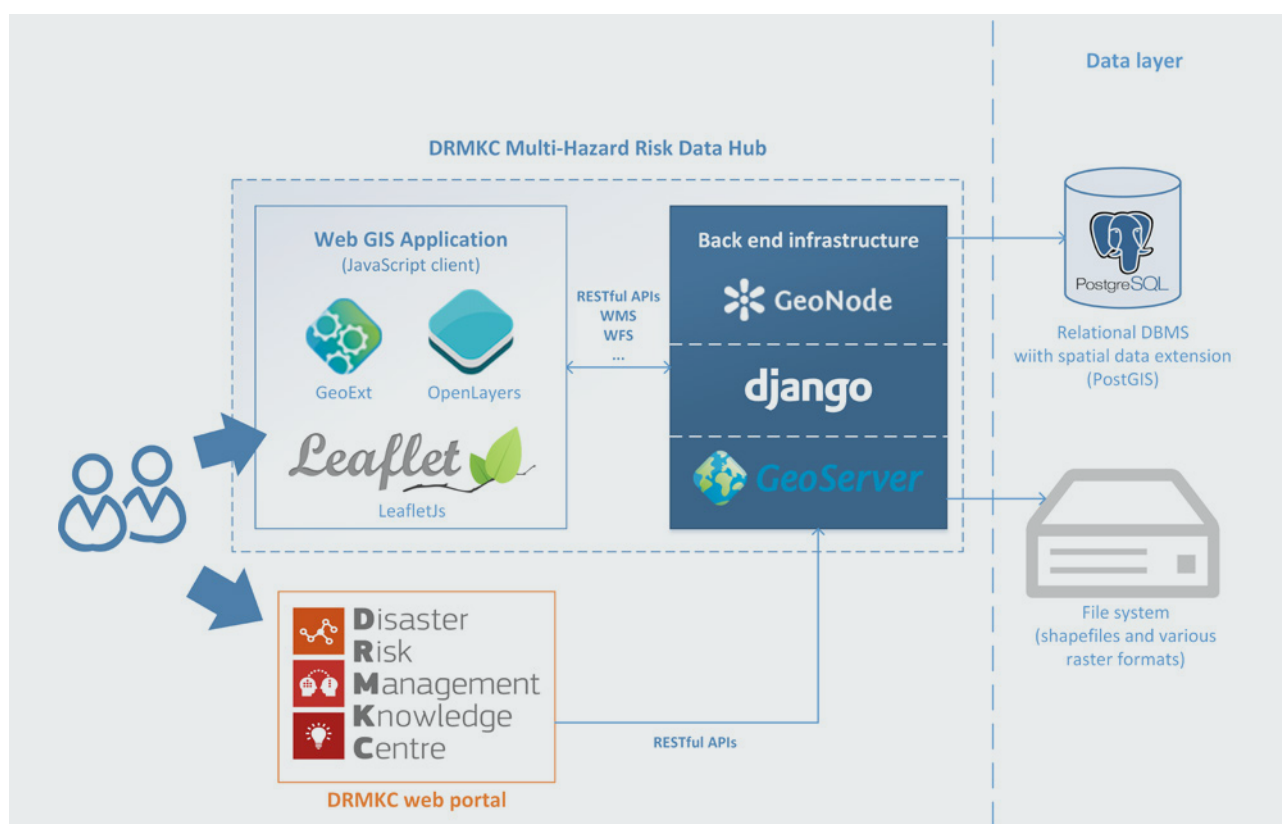 Data layer
DRMKC Multi-Hazard Risk Data Hub
Web GIS Application
(JavaScript client)
GeoExt
OpenLayers
Leaflet
LeafletJs
RESTful APIs
WMS
WFS
...
Back end infrastructure
GeoNode
django
GeoServer
PostgreSQL
Relational DBMS
wiith spatial data extension
(PostGIS)
File system
(shapefiles and various
raster formats)
Disaster
Risk
Management
Knowledge
Centre
DRMKC web portal
RESTful APIs